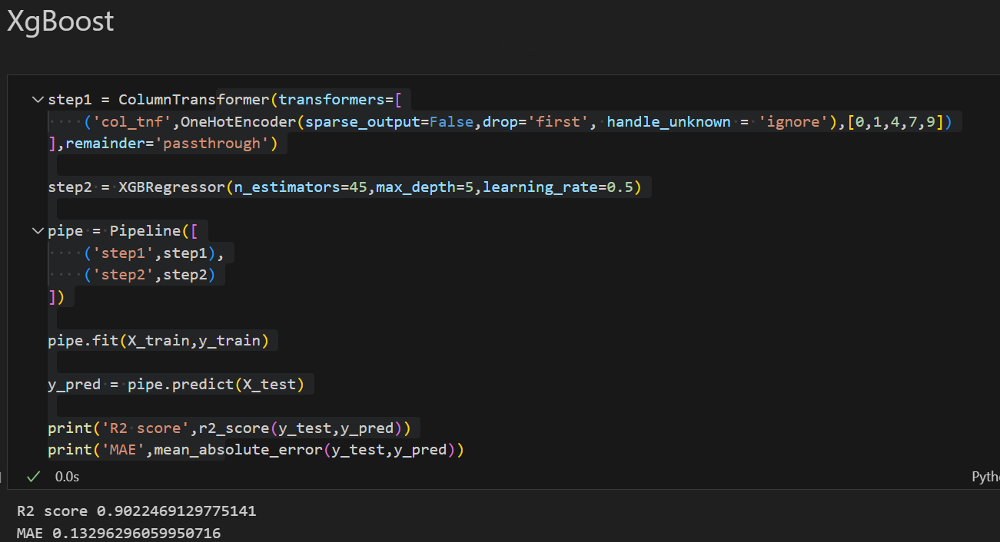 XgBoost
step1 = ColumnTransformer(transformers=[
    ('col_tnf',OneHotEncoder(sparse_output=False,drop='first', handle_unknown = 'ignore'),[0,1,4,7,9])
],remainder='passthrough')
step2 = XGBRegressor(n_estimators=45,max_depth=5,learning_rate=0.5)
pipe = Pipeline([
    ('step1',step1),
    ('step2',step2)
])
pipe.fit(X_train,y_train)
y_pred = pipe.predict(X_test)
print('R2 score',r2_score(y_test,y_pred))
print('MAE',mean_absolute_error(y_test,y_pred))
0.0s
R2 score 0.9022469129775141
MAE 0.13296296059950716